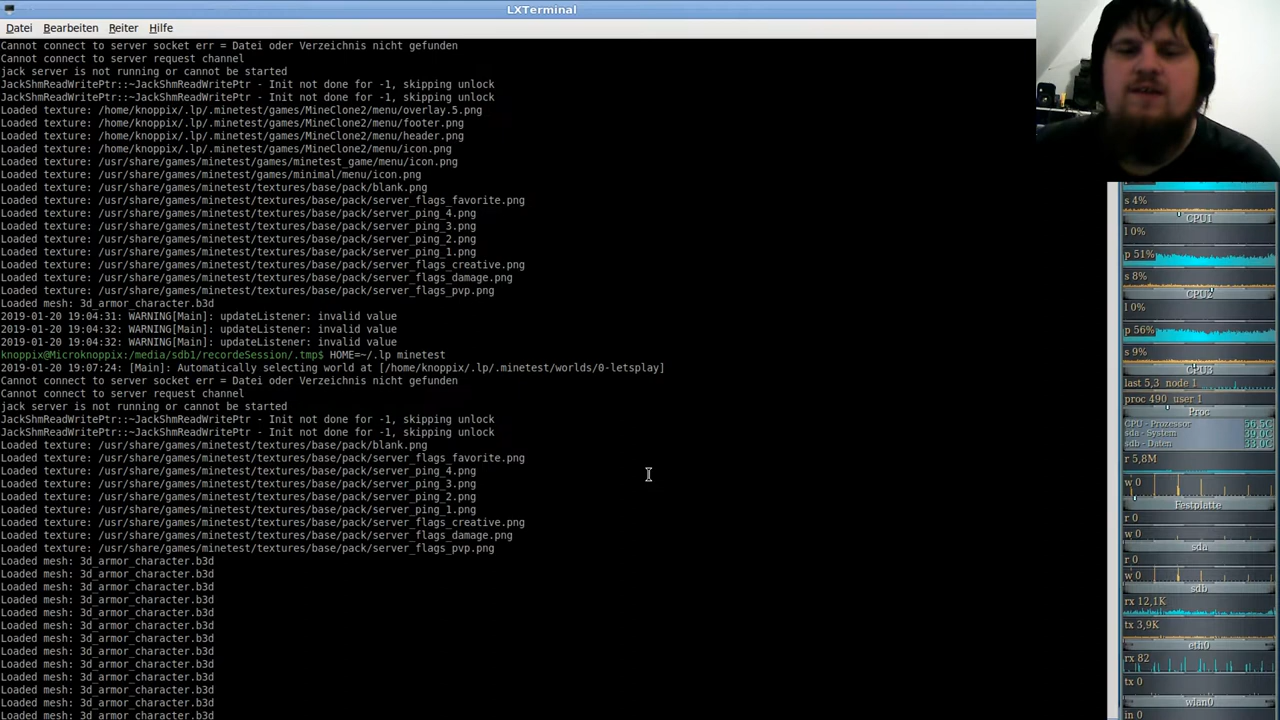 LXTerminal
Datei Bearbeiten Reiter Hilfe
Cannot connect to server socket err = Datei oder Verzeichnis nicht gefunden
Cannot connect to server request channel
jack server is not running or cannot be started
JackShmReadWritePtr::~JackShmReadWritePtr - Init not done for -1, skipping unlock
JackShmReadWritePtr::~JackShmReadWritePtr - Init not done for -1, skipping unlock
Loaded texture: /home/knoppix/.lp/.minetest/games/MineClone2/menu/overlay.5.png
Loaded texture: /home/knoppix/.lp/.minetest/games/MineClone2/menu/footer.png
Loaded texture: /home/knoppix/.lp/.minetest/games/MineClone2/menu/header.png
Loaded texture: /home/knoppix/.lp/.minetest/games/MineClone2/menu/icon.png
Loaded texture: /usr/share/games/minetest/games/minetest_game/menu/icon.png
Loaded texture: /usr/share/games/minetest/games/minimal/menu/icon.png
Loaded texture: /usr/share/games/minetest/textures/base/pack/blank.png
Loaded texture: /usr/share/games/minetest/textures/base/pack/server_flags_favorite.png
Loaded texture: /usr/share/games/minetest/textures/base/pack/server_ping_4.png
Loaded texture: /usr/share/games/minetest/textures/base/pack/server_ping_3.png
Loaded texture: /usr/share/games/minetest/textures/base/pack/server_ping_2.png
Loaded texture: /usr/share/games/minetest/textures/base/pack/server_ping_1.png
Loaded texture: /usr/share/games/minetest/textures/base/pack/server_flags_creative.png
Loaded texture: /usr/share/games/minetest/textures/base/pack/server_flags_damage.png
Loaded texture: /usr/share/games/minetest/textures/base/pack/server_flags_pvp.png
Loaded mesh: 3d_armor_character.b3d
2019-01-20 19:04:31: WARNING[Main]: updateListener: invalid value
2019-01-20 19:04:32: WARNING[Main]: updateListener: invalid value
2019-01-20 19:04:32: WARNING[Main]: updateListener: invalid value
knoppix@Microknoppix:/media/sdb1/recordeSession/.tmp$ HOME=~/.lp minetest
2019-01-20 19:07:24: [Main]: Automatically selecting world at [/home/knoppix/.lp/.minetest/worlds/0-letsplay]
Cannot connect to server socket err = Datei oder Verzeichnis nicht gefunden
Cannot connect to server request channel
jack server is not running or cannot be started
JackShmReadWritePtr::~JackShmReadWritePtr - Init not done for -1, skipping unlock
JackShmReadWritePtr::~JackShmReadWritePtr - Init not done for -1, skipping unlock
Loaded texture: /usr/share/games/minetest/textures/base/pack/blank.png
Loaded texture: /usr/share/games/minetest/textures/base/pack/server_flags_favorite.png
Loaded texture: /usr/share/games/minetest/textures/base/pack/server_ping_4.png
Loaded texture: /usr/share/games/minetest/textures/base/pack/server_ping_3.png
Loaded texture: /usr/share/games/minetest/textures/base/pack/server_ping_2.png
Loaded texture: /usr/share/games/minetest/textures/base/pack/server_ping_1.png
Loaded texture: /usr/share/games/minetest/textures/base/pack/server_flags_creative.png
Loaded texture: /usr/share/games/minetest/textures/base/pack/server_flags_damage.png
Loaded texture: /usr/share/games/minetest/textures/base/pack/server_flags_pvp.png
Loaded mesh: 3d_armor_character.b3d
Loaded mesh: 3d_armor_character.b3d
Loaded mesh: 3d_armor_character.b3d
Loaded mesh: 3d_armor_character.b3d
Loaded mesh: 3d_armor_character.b3d
Loaded mesh: 3d_armor_character.b3d
Loaded mesh: 3d_armor_character.b3d
Loaded mesh: 3d_armor_character.b3d
Loaded mesh: 3d_armor_character.b3d
Loaded mesh: 3d_armor_character.b3d
Loaded mesh: 3d_armor_character.b3d
Loaded mesh: 3d_armor_character.b3d
Loaded mesh: 3d_armor_character.b3d
s 4%
CPU1
l 0%
p 51%
s 8%
CPU2
l 0%
p 56%
s 9%
CPU3
last 5,3 node 1
proc 490 user 1
Proc
CPU - Prozessor 56,5C
sda - System 39,0C
sdb - Daten 33,0C
r 5,8M
w 0
Festplatte
r 0
w 0
sda
r 0
w 0
sdb
rx 12,1K
tx 3,9K
eth0
rx 82
tx 0
wlan0
in 0